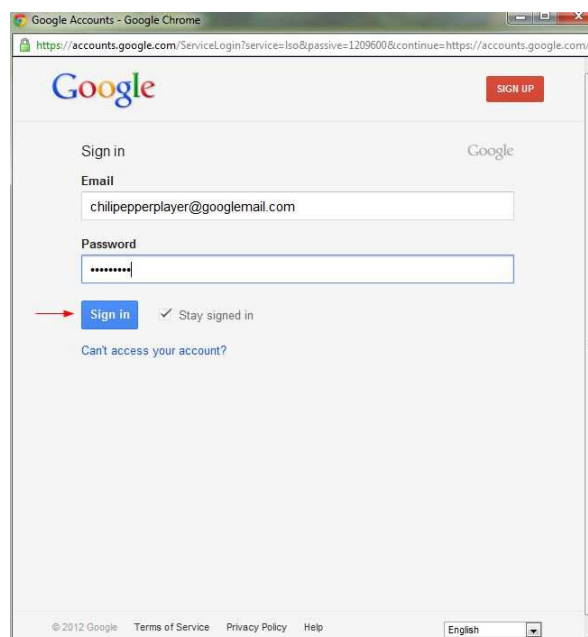 Google Accounts - Google Chrome
https://accounts.google.com/ServiceLogin?service=lso&passive=1209600&continue=https://accounts.google.com/
Google
SIGN UP
Sign in
Google
Email
chilipepperplayer@googlemail.com
Password
•••••••••
Sign in
Stay signed in
Can't access your account?
© 2012 Google Terms of Service Privacy Policy Help English